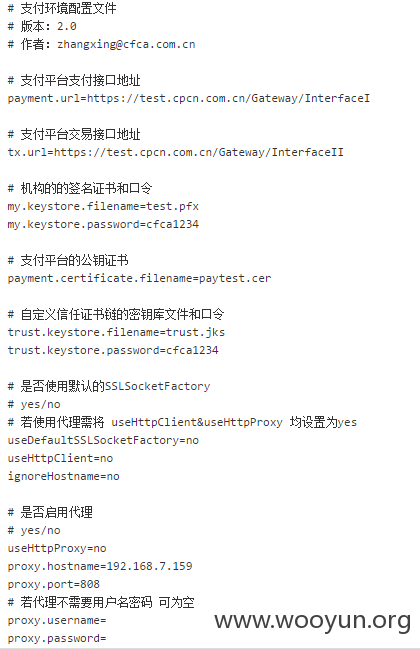 # 支付环境配置文件
# 版本：2.0
# 作者：zhangxing@cfca.com.cn
# 支付平台支付接口地址
payment.url=https://test.cpcn.com.cn/Gateway/InterfaceI
# 支付平台交易接口地址
tx.url=https://test.cpcn.com.cn/Gateway/InterfaceII
# 机构的的签名证书和口令
my.keystore.filename=test.pfx
my.keystore.password=cfca1234
# 支付平台的公钥证书
payment.certificate.filename=paytest.cer
# 自定义信任证书链的密钥库文件和口令
trust.keystore.filename=trust.jks
trust.keystore.password=cfca1234
# 是否使用默认的SSLSocketFactory
# yes/no
# 若使用代理需将 useHttpClient&useHttpProxy 均设置为yes
useDefaultSSLSocketFactory=no
useHttpClient=no
ignoreHostname=no
# 是否启用代理
# yes/no
useHttpProxy=no
proxy.hostname=192.168.7.159
proxy.port=808
# 若代理不需要用户名密码 可为空
proxy.username=
proxy.password=
www.wooyun.org